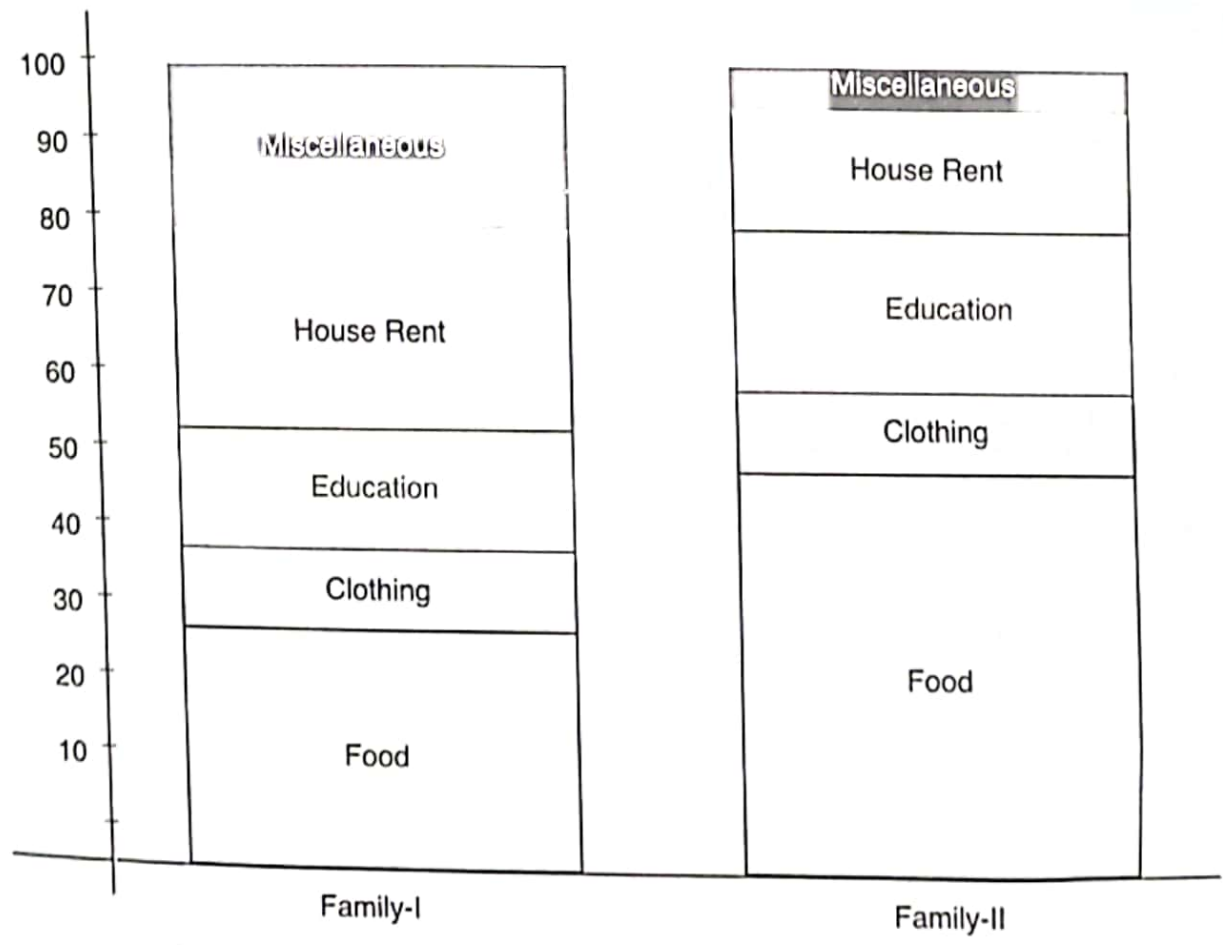 100
90
80
70
60
50
40
30
20
10
Miscellaneous
House Rent
Education
Clothing
Food
Family-I
Miscellaneous
House Rent
Education
Clothing
Food
Family-II